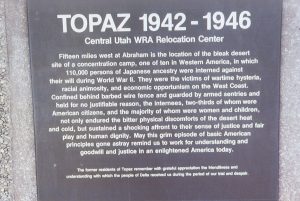 TOPAZ 1942 - 1946
Central Utah WRA Relocation Center
Fifteen miles west at Abraham is the location of the bleak desert
site of a concentration camp, one of ten in Western America, in which
110,000 persons of Japanese ancestry were interned against
their will during World War II. They were the victims of wartime hysteria,
racial animosity, and economic opportunism on the West Coast.
Confined behind barbed wire fence and guarded by armed sentries and
held for no justifiable reason, the internees, two-thirds of whom were
American citizens, and the majority of whom were women and children,
not only endured the bitter physical discomforts of the desert heat
and cold, but sustained a shocking affront to their sense of justice and fair
play and human dignity. May this grim episode of basic American
principles gone astray remind us to work for understanding and
goodwill and justice in an enlightened America today.
The former residents of Topaz remember with grateful appreciation the friendliness and
understanding with which the people of Delta received us during the period of our trial and despair.